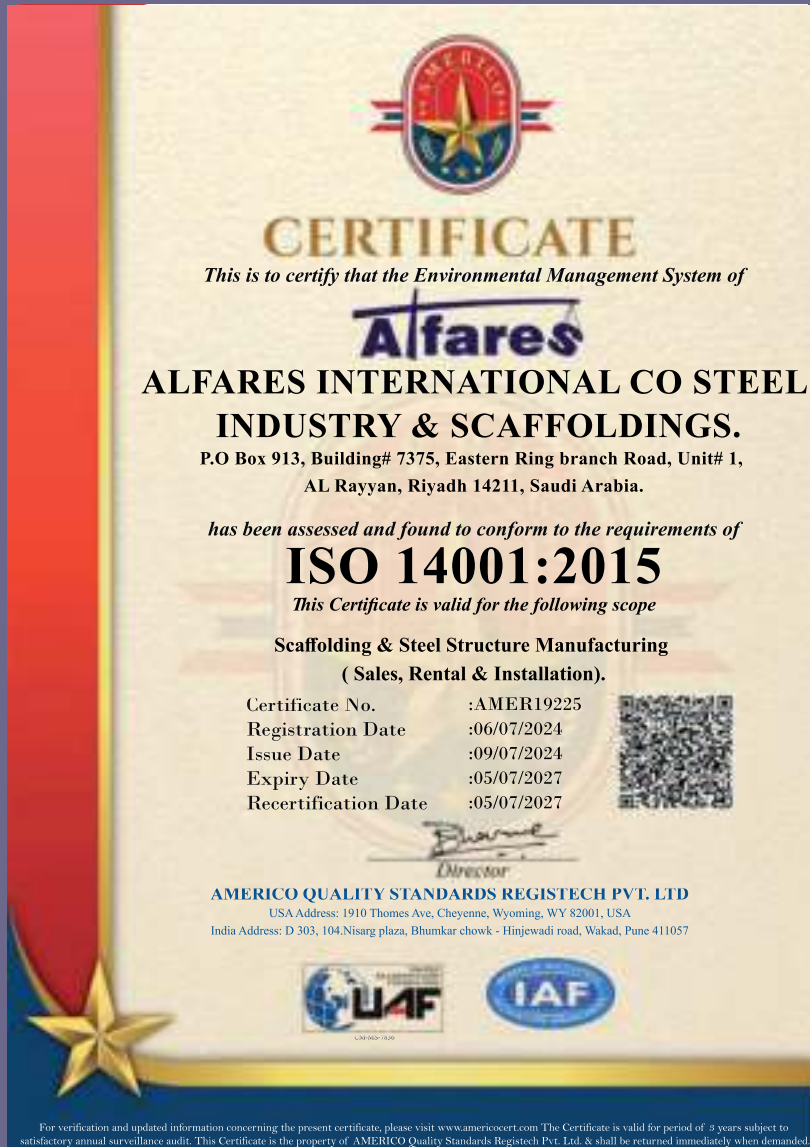 AMERICO
CERTIFICATE
This is to certify that the Environmental Management System of
Alfares
ALFARES INTERNATIONAL CO STEEL
INDUSTRY & SCAFFOLDINGS.
P.O Box 913, Building# 7375, Eastern Ring branch Road, Unit# 1,
AL Rayyan, Riyadh 14211, Saudi Arabia.
has been assessed and found to conform to the requirements of
ISO 14001:2015
This Certificate is valid for the following scope
Scaffolding & Steel Structure Manufacturing
( Sales, Rental & Installation).
Certificate No. :AMER19225
Registration Date :06/07/2024
Issue Date :09/07/2024
Expiry Date :05/07/2027
Recertification Date :05/07/2027
Director
AMERICO QUALITY STANDARDS REGISTECH PVT. LTD
USA Address: 1910 Thomes Ave, Cheyenne, Wyoming, WY 82001, USA
India Address: D 303, 104.Nisarg plaza, Bhumkar chowk - Hinjewadi road, Wakad, Pune 411057
UAF
IAF
For verification and updated information concerning the present certificate, please visit www.americocert.com The Certificate is valid for period of 3 years subject to
satisfactory annual surveillance audit. This Certificate is the property of AMERICO Quality Standards Registech Pvt. Ltd. & shall be returned immediately when demanded